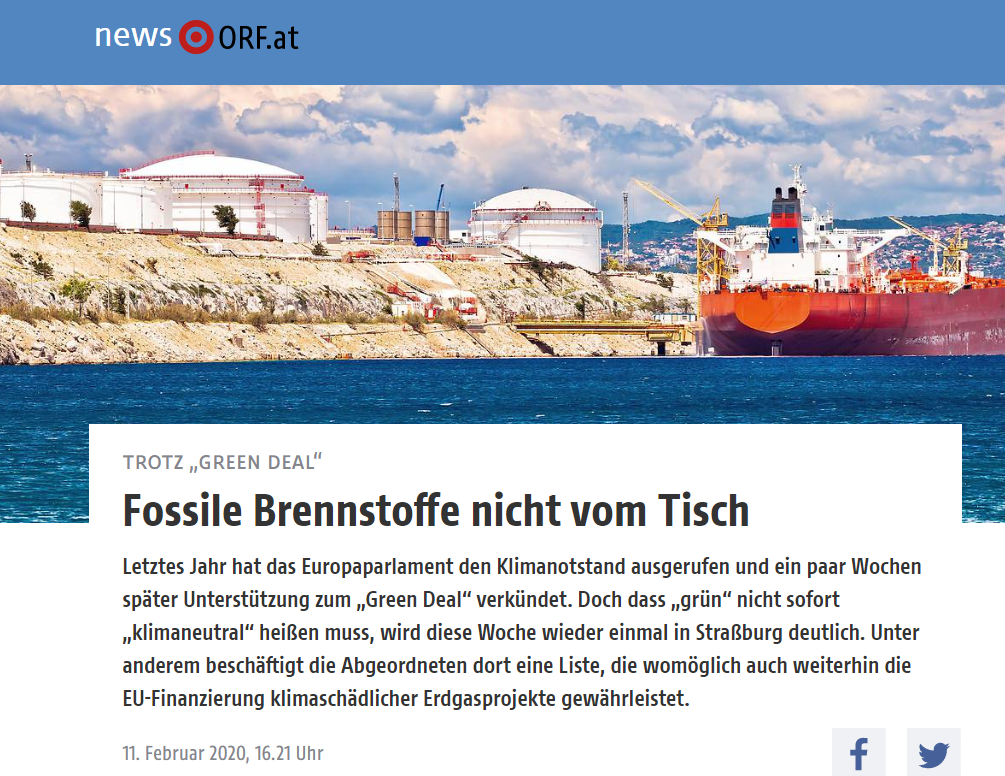 news ORF.at
TROTZ „GREEN DEAL“
Fossile Brennstoffe nicht vom Tisch
Letztes Jahr hat das Europaparlament den Klimanotstand ausgerufen und ein paar Wochen
später Unterstützung zum „Green Deal“ verkündet. Doch dass „grün“ nicht sofort
„klimaneutral“ heißen muss, wird diese Woche wieder einmal in Straßburg deutlich. Unter
anderem beschäftigt die Abgeordneten dort eine Liste, die womöglich auch weiterhin die
EU-Finanzierung klimaschädlicher Erdgasprojekte gewährleistet.
11. Februar 2020, 16.21 Uhr